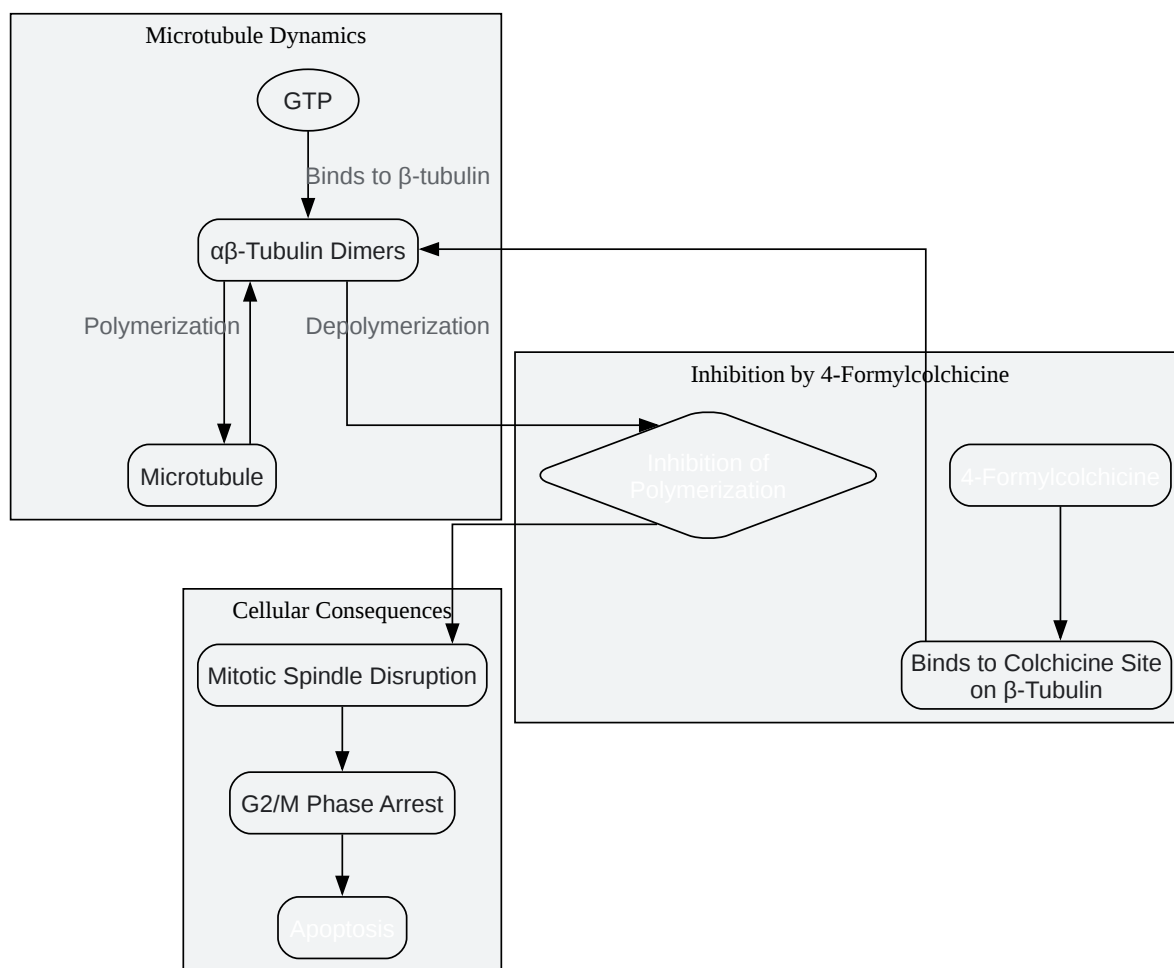 Microtubule Dynamics
GTP
Binds to β-tubulin
αβ-Tubulin Dimers
Polymerization
Depolymerization
Microtubule
Inhibition by 4-Formylcolchicine
Inhibition of
Polymerization
4-Formylcolchicine
Binds to Colchicine Site
on β-Tubulin
Cellular Consequences
Mitotic Spindle Disruption
G2/M Phase Arrest
Apoptosis